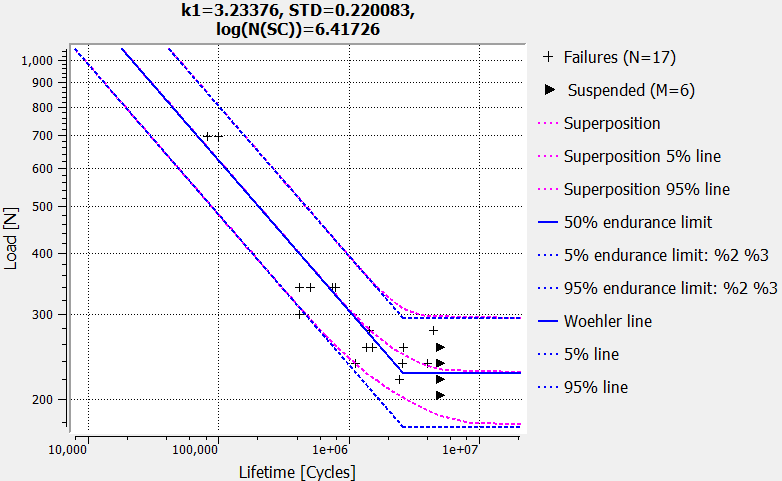 k1=3.23376, STD=0.220083,
log(N(SC))=6.41726
1,000
900
800
700
600
500
400
300
200
Load [N]
10,000
100,000
1e+06
1e+07
Lifetime [Cycles]
Failures (N=17)
Suspended (M=6)
Superposition
Superposition 5% line
Superposition 95% line
50% endurance limit
5% endurance limit: %2 %3
95% endurance limit: %2 %3
Woehler line
5% line
95% line